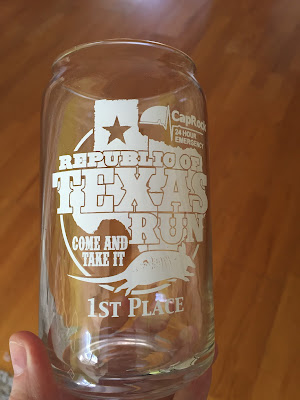 CapRock
24 HOUR
EMERGENCY
REPUBLIC OF
TEXAS
RUN
COME AND
TAKE IT
1ST PLACE